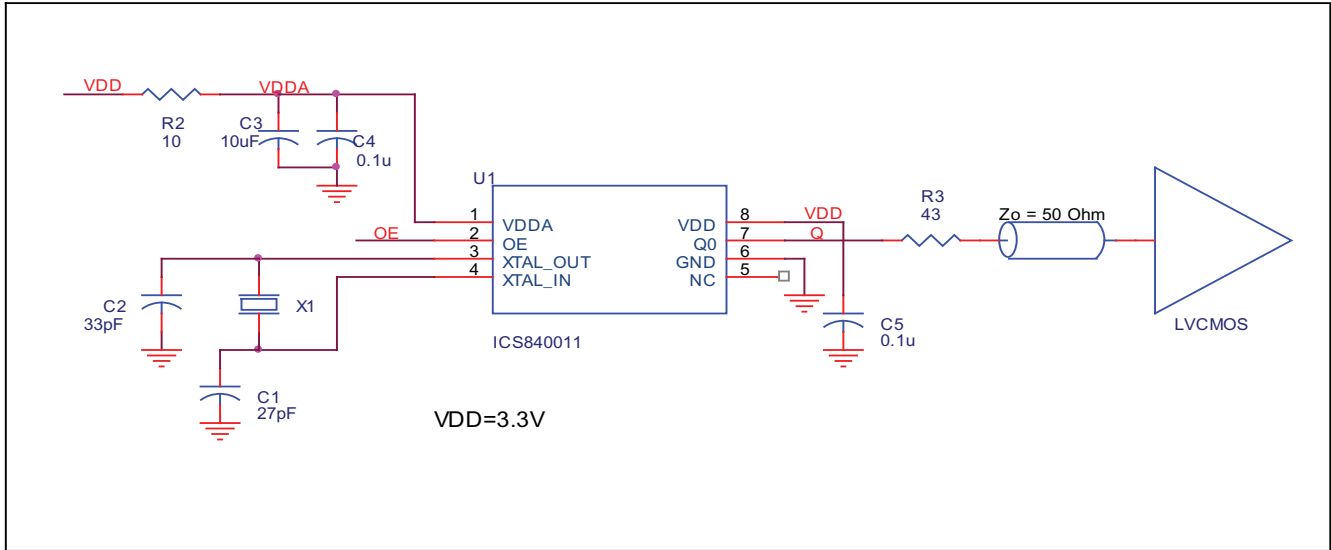 VDD
VDDA
R2
10
C3
10uF
C4
0.1u
U1
1
VDDA
2
OE
OE
3
XTAL_OUT
4
XTAL_IN
8
VDD
VDD
7
Q0
Q
6
GND
5
NC
ICS840011
R3
43
Zo = 50 Ohm
LVCMOS
C2
33pF
X1
C1
27pF
C5
0.1u
VDD=3.3V